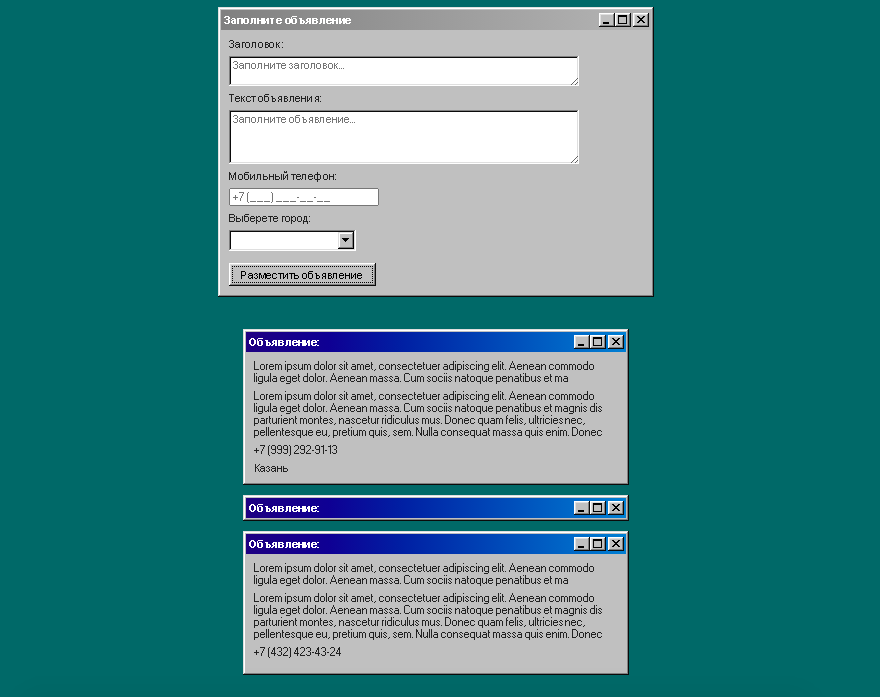 Заполните объявление
Заголовок:
Заполните заголовок...
Текст объявления:
Заполните объявление...
Мобильный телефон:
+7 (___) ___-__-__
Выберете город:
Разместить объявление
Объявление:
Lorem ipsum dolor sit amet, consectetuer adipiscing elit. Aenean commodo
ligula eget dolor. Aenean massa. Cum sociis natoque penatibus et ma
Lorem ipsum dolor sit amet, consectetuer adipiscing elit. Aenean commodo
ligula eget dolor. Aenean massa. Cum sociis natoque penatibus et magnis dis
parturient montes, nascetur ridiculus mus. Donec quam felis, ultricies nec,
pellentesque eu, pretium quis, sem. Nulla consequat massa quis enim. Donec
+7 (999) 292-91-13
Казань
Объявление:
Объявление:
Lorem ipsum dolor sit amet, consectetuer adipiscing elit. Aenean commodo
ligula eget dolor. Aenean massa. Cum sociis natoque penatibus et ma
Lorem ipsum dolor sit amet, consectetuer adipiscing elit. Aenean commodo
ligula eget dolor. Aenean massa. Cum sociis natoque penatibus et magnis dis
parturient montes, nascetur ridiculus mus. Donec quam felis, ultricies nec,
pellentesque eu, pretium quis, sem. Nulla consequat massa quis enim. Donec
+7 (432) 423-43-24